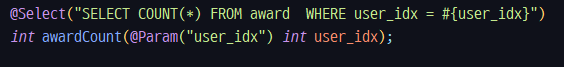 @Select("SELECT COUNT(*) FROM award  WHERE user_idx = #{user_idx}")
int awardCount(@Param("user_idx") int user_idx);